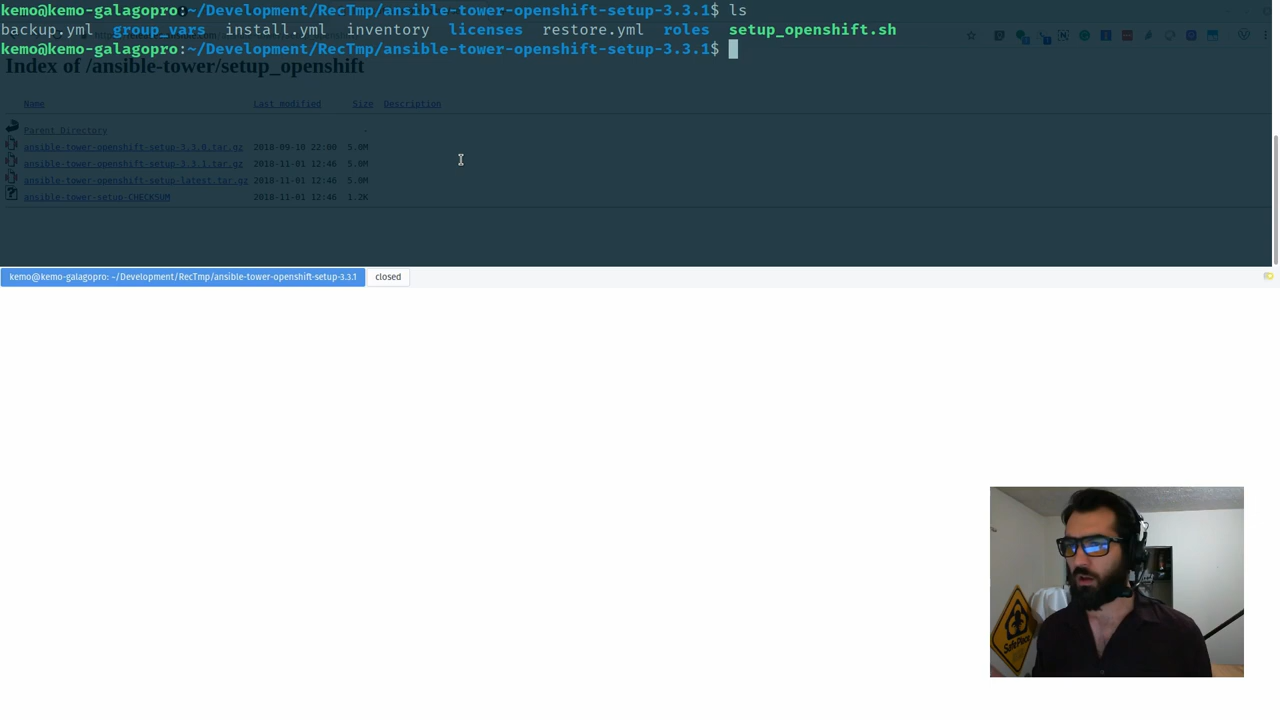 kemo@kemo-galagopro:~/Development/RecTmp/ansible-tower-openshift-setup-3.3.1$ ls
backup.yml group_vars install.yml inventory licenses restore.yml roles setup_openshift.sh
kemo@kemo-galagopro:~/Development/RecTmp/ansible-tower-openshift-setup-3.3.1$
Index of /ansible-tower/setup_openshift
Name Last modified Size Description
Parent Directory -
ansible-tower-openshift-setup-3.3.0.tar.gz 2018-09-10 22:00 5.0M
ansible-tower-openshift-setup-3.3.1.tar.gz 2018-11-01 12:46 5.0M
ansible-tower-openshift-setup-latest.tar.gz 2018-11-01 12:46 5.0M
ansible-tower-setup-CHECKSUM 2018-11-01 12:46 1.2K
kemo@kemo-galagopro: ~/Development/RecTmp/ansible-tower-openshift-setup-3.3.1 closed
Safe Place